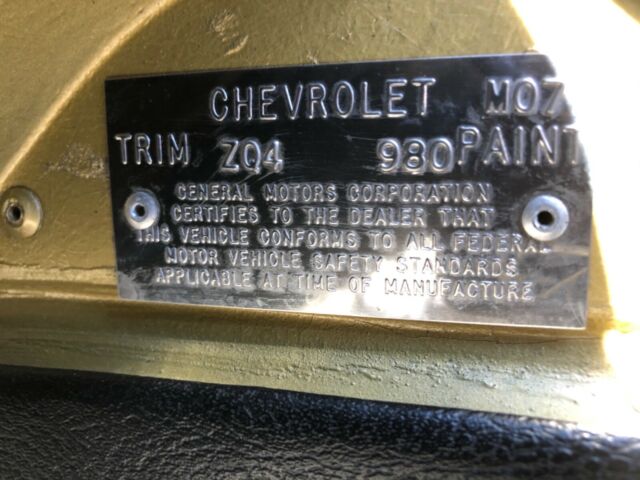 CHEVROLET M07
TRIM ZQ4 980 PAINT
GENERAL MOTORS CORPORATION
CERTIFIES TO THE DEALER THAT
THIS VEHICLE CONFORMS TO ALL FEDERAL
MOTOR VEHICLE SAFETY STANDARDS
APPLICABLE AT TIME OF MANUFACTURE